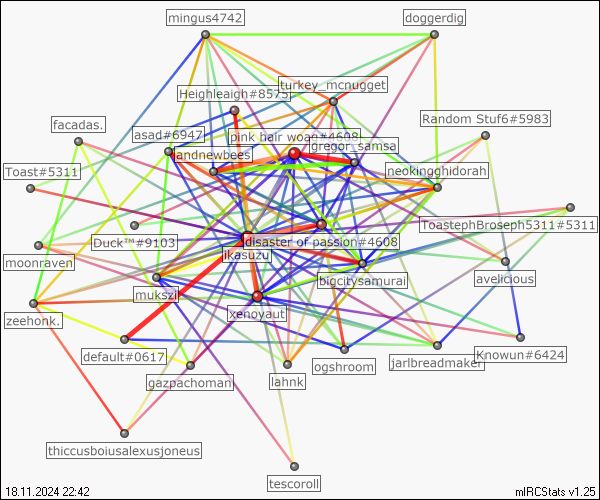 mingus4742
doggerdig
turkey_mcnugget
Heighleaigh#8575
Random Stuf6#5983
facadas.
asad#6947
pink hair woag#4608
gregor_samsa
landnewbees
Toast#5311
neokingghidorah
ToastephBroseph5311#5311
Duck™#9103
disaster of passion#4608
moonraven
ikasuzu
avelicious
bigcitysamurai
mukszi
zeehonk.
xenoyaut
default#0617
ogshroom
jarlbreadmaker
Knowun#6424
gazpachoman
lahnk
thiccusboiusalexusjoneus
tescoroll
18.11.2024 22:42
mIRCStats v1.25